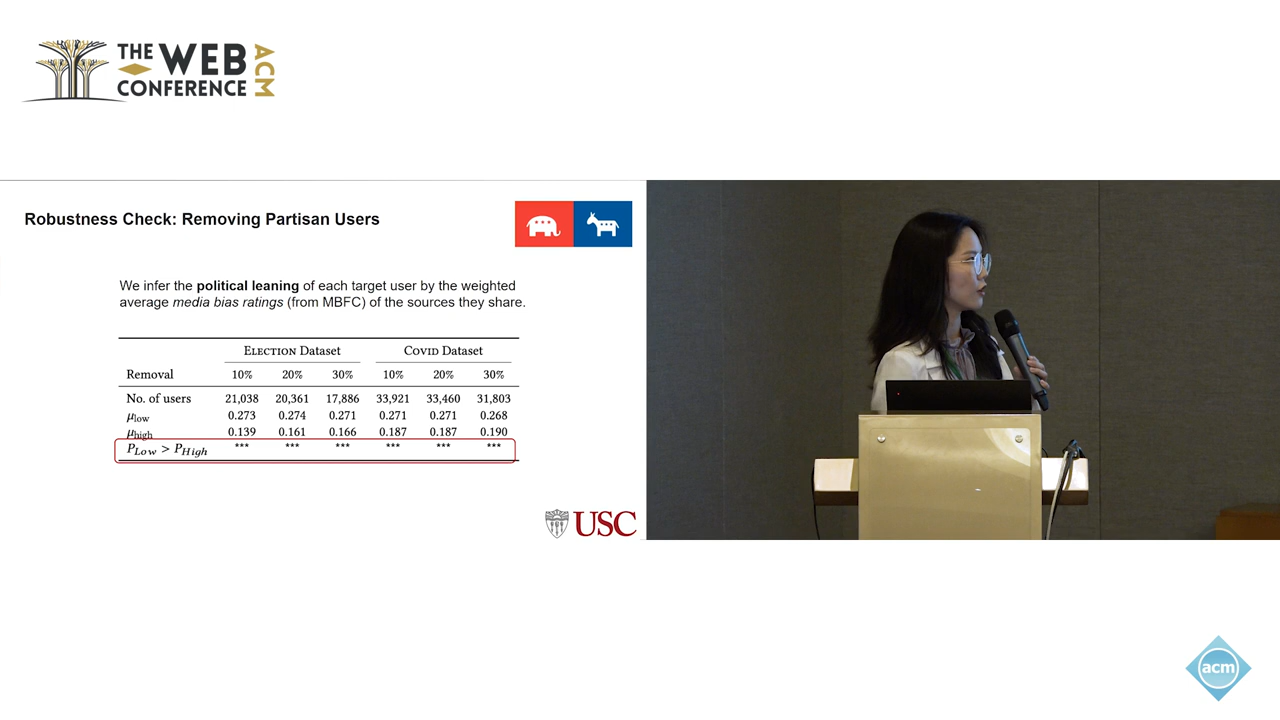 THE WEB
CONFERENCE
ACM
Robustness Check: Removing Partisan Users
We infer the political leaning of each target user by the weighted
average media bias ratings (from MBFC) of the sources they share.
ELECTION Dataset COVID Dataset
Removal 10% 20% 30% 10% 20% 30%
No. of users 21,038 20,361 17,886 33,921 33,460 31,803
μlow 0.273 0.274 0.271 0.271 0.271 0.268
μhigh 0.139 0.161 0.166 0.187 0.187 0.190
PLow > PHigh *** *** *** *** *** ***
USC
acm